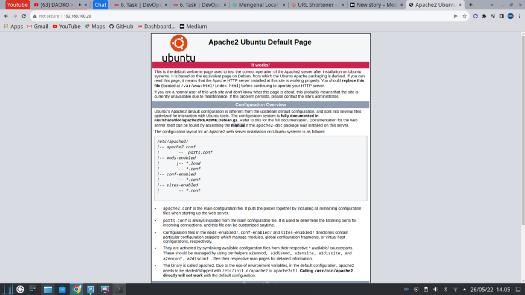 Youtube
Chat
6. Task | DevOp
6. Task | DevOp
Mengenal Local
URL Shortener
New story – Me
Apache2 Ubuntu
Not secure
Apps
Gmail
YouTube
Maps
GitHub
Dashboard...
Medium
Apache2 Ubuntu Default Page
ubuntu
It works!
This is the default welcome page used to test the correct operation of the Apache2 server after installation on Ubuntu
systems. It is based on the equivalent page on Debian, from which the Ubuntu Apache packaging is derived. If you can
read this page, it means that the Apache HTTP server installed at this site is working properly. You should replace this
file (located at /var/www/html/index.html) before continuing to operate your HTTP server.
If you are a normal user of this web site and don't know what this page is about, this probably means that the site is
currently unavailable due to maintenance. If the problem persists, please contact the site's administrator.
Configuration Overview
Ubuntu's Apache2 default configuration is different from the upstream default configuration, and split into several files
optimized for interaction with Ubuntu tools. The configuration system is fully documented in
/usr/share/doc/apache2/README.Debian.gz. Refer to this for the full documentation. Documentation for the web
server itself can be found by accessing the manual if the apache2-doc package was installed on this server.
The configuration layout for an Apache2 web server installation on Ubuntu systems is as follows:
/etc/apache2/
|-- apache2.conf
|       `--  ports.conf
|-- mods-enabled
|       |-- *.load
|       `-- *.conf
|-- conf-enabled
|       `-- *.conf
|-- sites-enabled
|       `-- *.conf
• apache2.conf is the main configuration file. It puts the pieces together by including all remaining configuration
files when starting up the web server.
• ports.conf is always included from the main configuration file. It is used to determine the listening ports for
incoming connections, and this file can be customized anytime.
• Configuration files in the mods-enabled/, conf-enabled/ and sites-enabled/ directories contain
particular configuration snippets which manage modules, global configuration fragments, or virtual host
configurations, respectively.
• They are activated by symlinking available configuration files from their respective *-available/ counterparts.
These should be managed by using our helpers a2enmod, a2dismod, a2ensite, a2dissite, and
a2enconf, a2disconf . See their respective man pages for detailed information.
• The binary is called apache2. Due to the use of environment variables, in the default configuration, apache2
needs to be started/stopped with /etc/init.d/apache2 or apache2ctl. Calling /usr/bin/apache2
directly will not work with the default configuration.
26/05/22 14.05